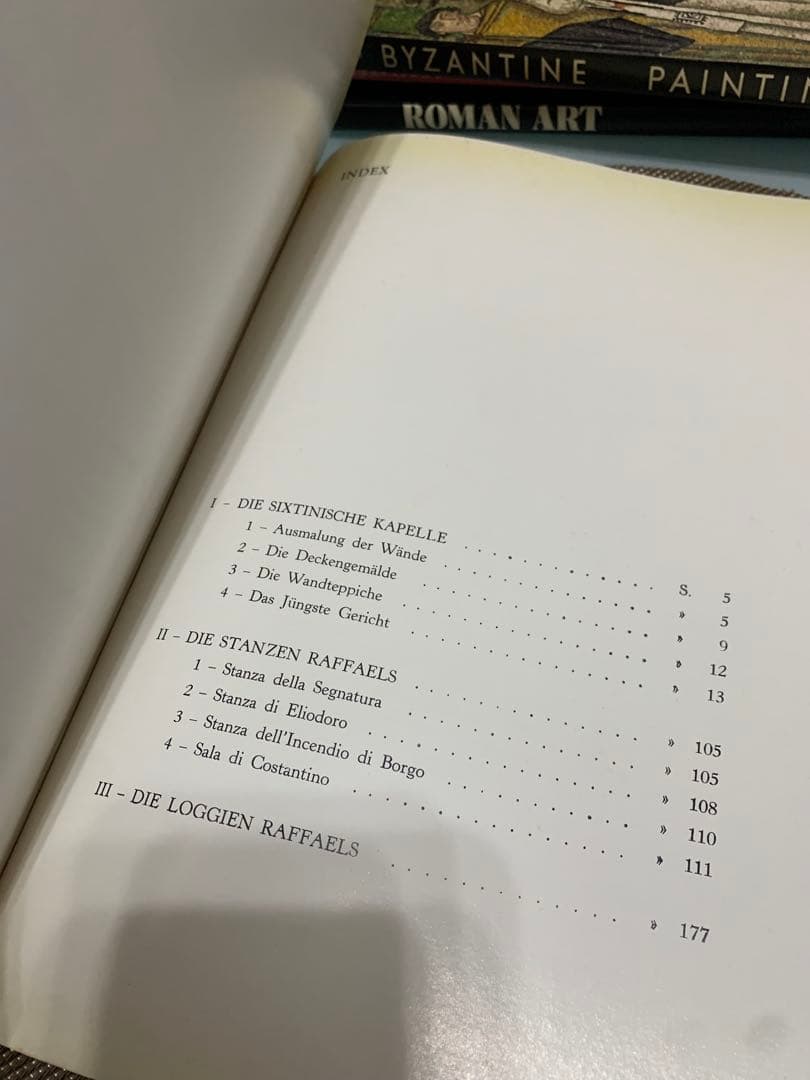 BYZANTINE PAINTIN
ROMAN ART
INDEX
I – DIE SIXTINISCHE KAPELLE . . . . . . . . . . . S. 5
1 – Ausmalung der Wände . . . . . . . . . . . » 5
2 – Die Deckengemälde . . . . . . . . . . . » 9
3 – Die Wandteppiche . . . . . . . . . . . . » 12
4 – Das Jüngste Gericht . . . . . . . . . . . » 13
II – DIE STANZEN RAFFAELS . . . . . . . . . . . » 105
1 – Stanza della Segnatura . . . . . . . . . . . » 105
2 – Stanza di Eliodoro . . . . . . . . . . . . » 108
3 – Stanza dell'Incendio di Borgo . . . . . . . . . » 110
4 – Sala di Costantino . . . . . . . . . . . . » 111
III – DIE LOGGIEN RAFFAELS . . . . . . . . . . . » 177